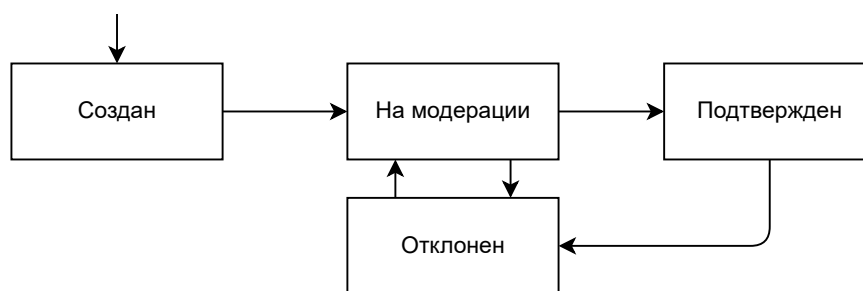 Создан
На модерации
Подтвержден
Отклонен